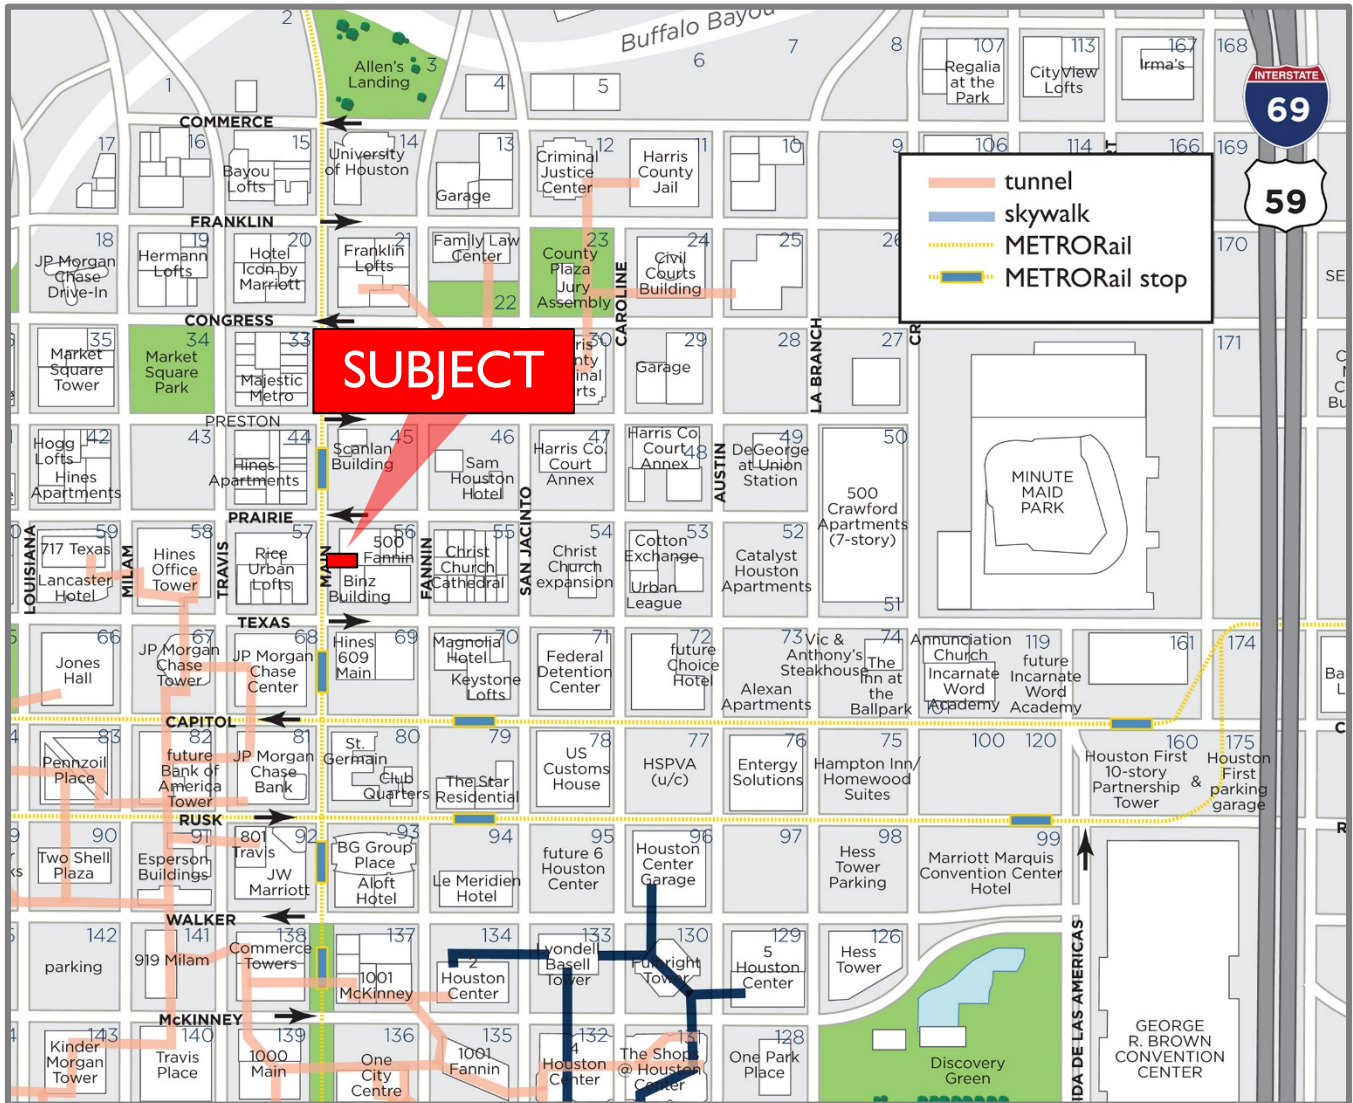 2
Buffalo Bayou
3
Allen's
Landing
1
4
5
6
7
8
107
Regalia
at the
Park
113
CityView
Lofts
167
Irma's
168
INTERSTATE
69
59
COMMERCE
17
16
15
Bayou
Lofts
14
University
of Houston
13
Garage
12
Criminal
Justice
Center
11
Harris
County
Jail
10
9
106
114
166
169
tunnel
skywalk
METRORail
METRORail stop
FRANKLIN
18
JP Morgan
Chase
Drive-In
19
Hermann
Lofts
20
Hotel
Icon by
Marriott
21
Franklin
Lofts
Family Law
Center
22
23
County
Plaza
Jury
Assembly
CAROLINE
24
Civil
Courts
Building
25
26
170
CONGRESS
35
Market
Square
Tower
34
Market
Square
Park
33
Majestic
Metro
SUBJECT
30
29
Garage
28
LA BRANCH
27
171
PRESTON
42
Hogg
Lofts
Hines
Apartments
43
44
Hines
Apartments
45
Scanlan
Building
46
Sam
Houston
Hotel
47
Harris Co.
Court
Annex
Harris Co.
Court
Annex
48
AUSTIN
49
DeGeorge
at Union
Station
50
500
Crawford
Apartments
(7-story)
51
MINUTE
MAID
PARK
PRAIRIE
LOUISIANA
59
717 Texas
Lancaster
Hotel
MILAM
58
Hines
Office
Tower
TRAVIS
57
Rice
Urban
Lofts
MAIN
56
500
Fannin
Binz
Building
FANNIN
55
Christ
Church
Cathedral
SAN JACINTO
54
Christ
Church
expansion
53
Cotton
Exchange
Urban
League
52
Catalyst
Houston
Apartments
TEXAS
66
Jones
Hall
67
JP Morgan
Chase
Tower
68
JP Morgan
Chase
Center
69
Hines
609
Main
70
Magnolia
Hotel
Keystone
Lofts
71
Federal
Detention
Center
72
future
Choice
Hotel
73
Alexan
Apartments
Vic &
Anthony's
Steakhouse
74
The
Inn at
the
Ballpark
Annunciation
Church
Incarnate
Word
Academy
101
119
future
Incarnate
Word
Academy
161
174
CAPITOL
83
Pennzoil
Place
82
future
Bank of
America
Tower
81
JP Morgan
Chase
Bank
80
St.
Germain
Club
Quarters
79
The Star
Residential
78
US
Customs
House
77
HSPVA
(u/c)
76
Entergy
Solutions
75
Hampton Inn/
Homewood
Suites
100
120
160
Houston First
10-story
Partnership
Tower
&
175
Houston
First
parking
garage
RUSK
90
Two Shell
Plaza
91
Esperson
Buildings
92
801
Travis
JW
Marriott
93
BG Group
Place
Aloft
Hotel
94
Le Meridien
Hotel
95
future 6
Houston
Center
96
Houston
Center
Garage
97
98
Hess
Tower
Parking
99
Marriott Marquis
Convention Center
Hotel
WALKER
142
parking
141
919 Milam
138
Commerce
Towers
137
1001
McKinney
134
2
Houston
Center
133
Lyondell
Basell
Tower
130
Fulbright
Tower
129
5
Houston
Center
126
Hess
Tower
McKINNEY
143
Kinder
Morgan
Tower
140
Travis
Place
139
1000
Main
136
One
City
Centre
135
1001
Fannin
132
4
Houston
Center
131
The Shops
@ Houston
Center
128
One Park
Place
Discovery
Green
IDA DE LAS AMERICAS
GEORGE
R. BROWN
CONVENTION
CENTER